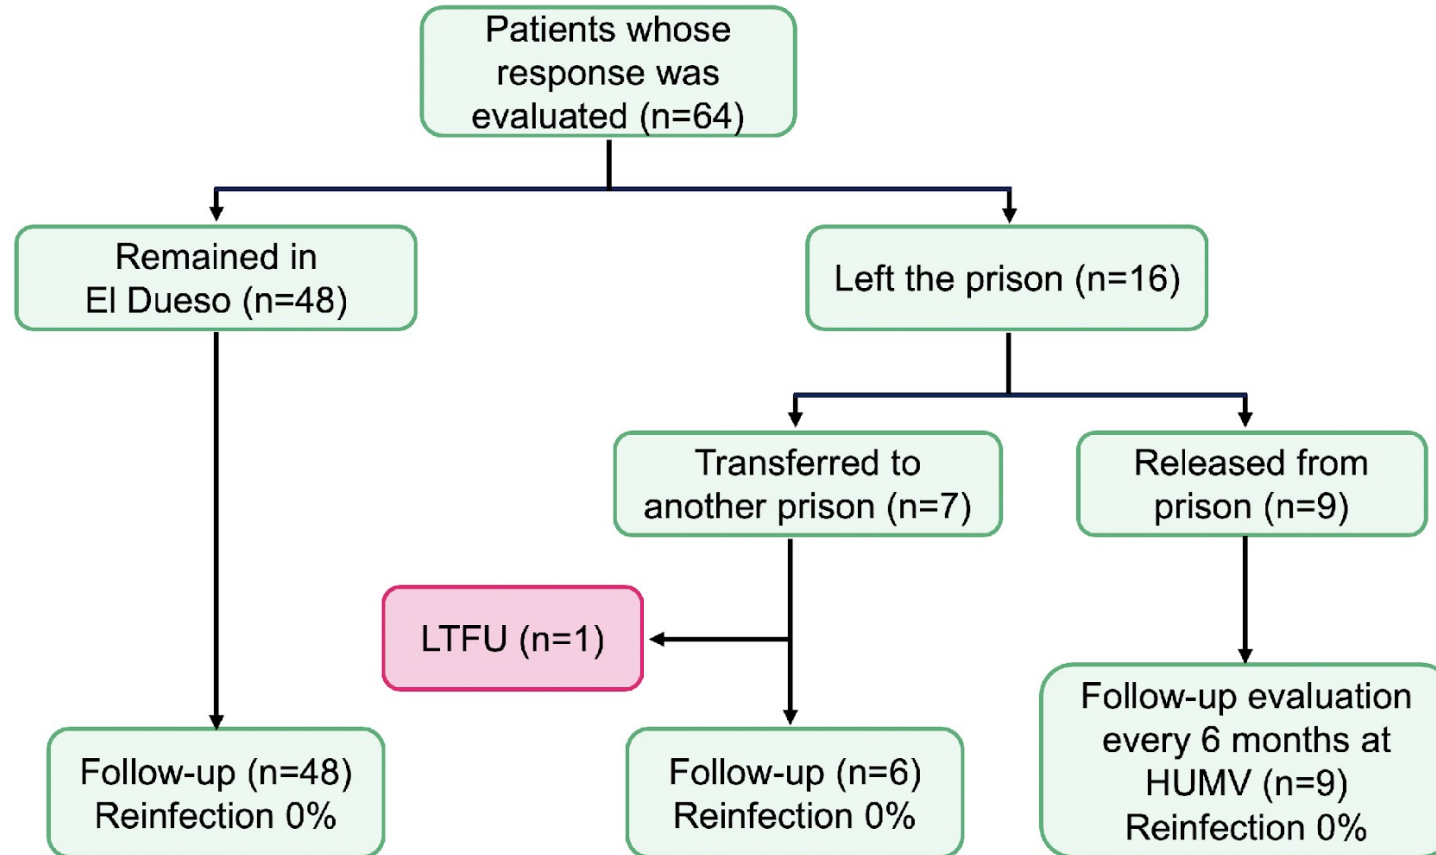 Patients whose
response was
evaluated (n=64)
Remained in
El Dueso (n=48)
Left the prison (n=16)
Transferred to
another prison (n=7)
Released from
prison (n=9)
LTFU (n=1)
Follow-up (n=48)
Reinfection 0%
Follow-up (n=6)
Reinfection 0%
Follow-up evaluation
every 6 months at
HUMV (n=9)
Reinfection 0%